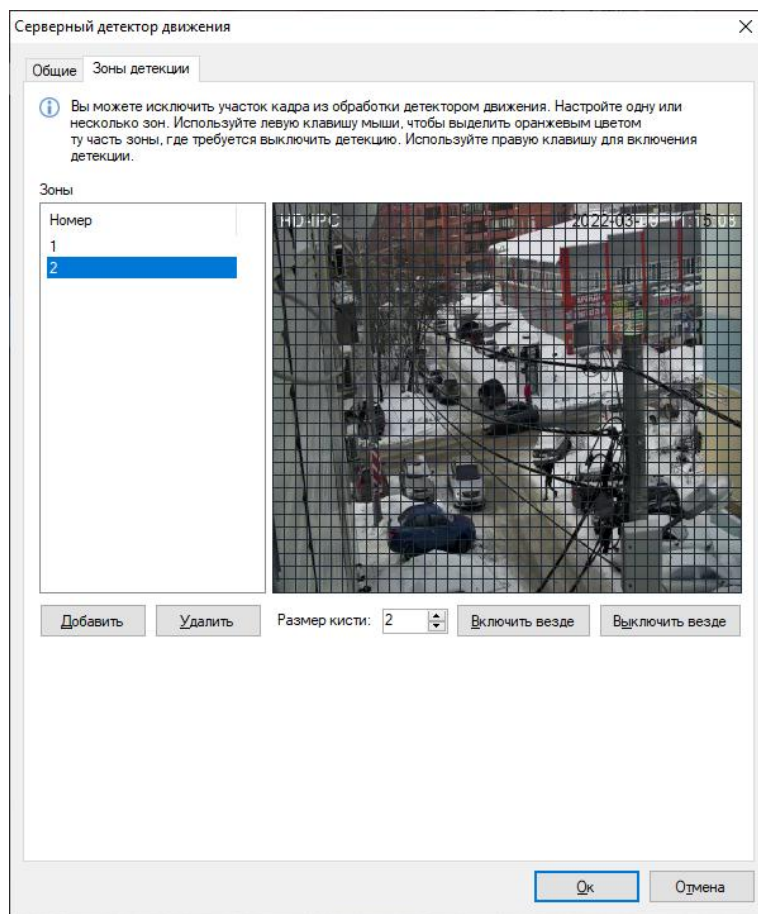 Серверный детектор движения
Общие
Зоны детекции
Вы можете исключить участок кадра из обработки детектором движения. Настройте одну или
несколько зон. Используйте левую клавишу мыши, чтобы выделить оранжевым цветом
ту часть зоны, где требуется выключить детекцию. Используйте правую клавишу для включения
детекции.
Зоны
Номер
1
2
HD-IPC
Добавить
Удалить
Размер кисти:
2
Включить везде
Выключить везде
Ок
Отмена